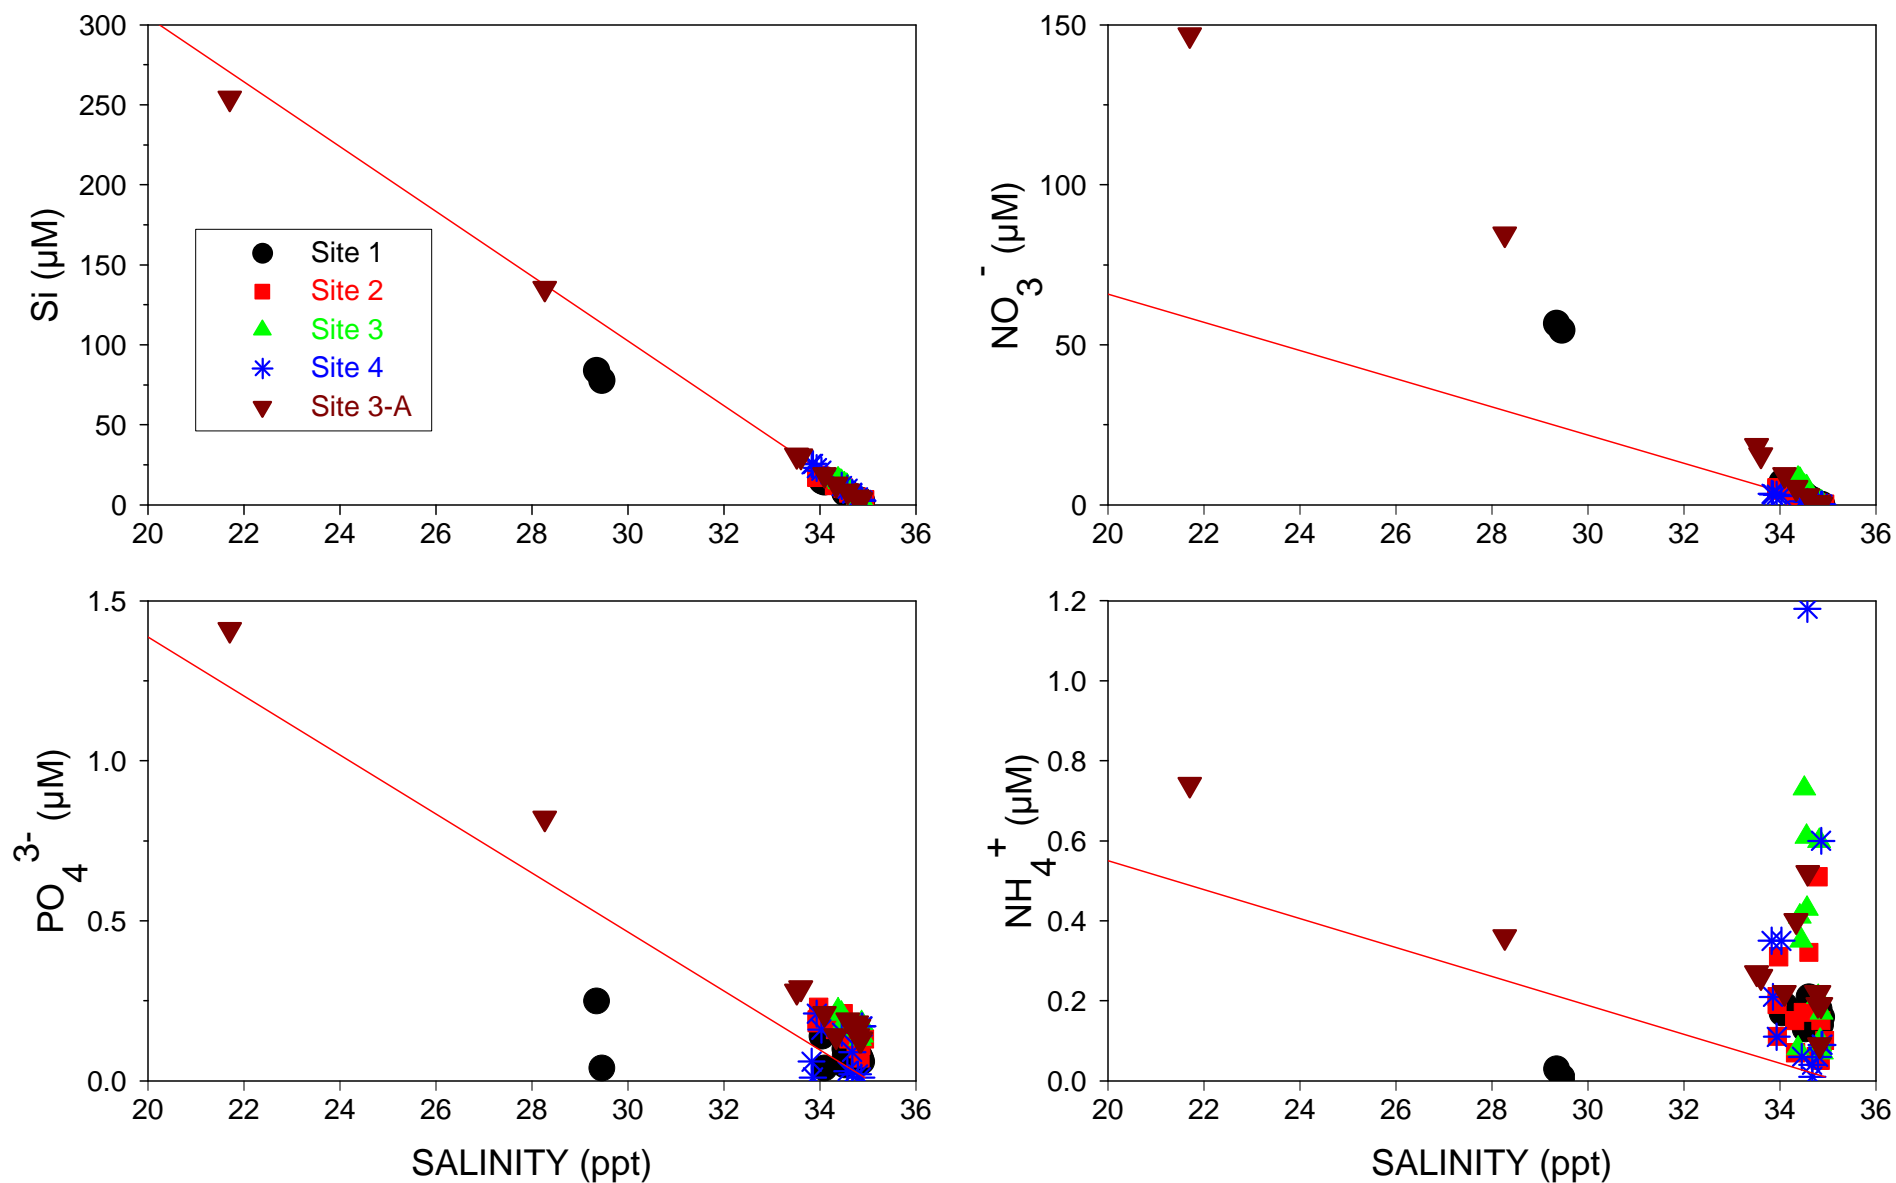 300
250
200
150
100
50
0
Si (µM)
Site 1
Site 2
Site 3
Site 4
Site 3-A
20 22 24 26 28 30 32 34 36
150
100
50
0
NO3- (µM)
20 22 24 26 28 30 32 34 36
1.5
1.0
0.5
0.0
PO43- (µM)
20 22 24 26 28 30 32 34 36
SALINITY (ppt)
1.2
1.0
0.8
0.6
0.4
0.2
0.0
NH4+ (µM)
20 22 24 26 28 30 32 34 36
SALINITY (ppt)